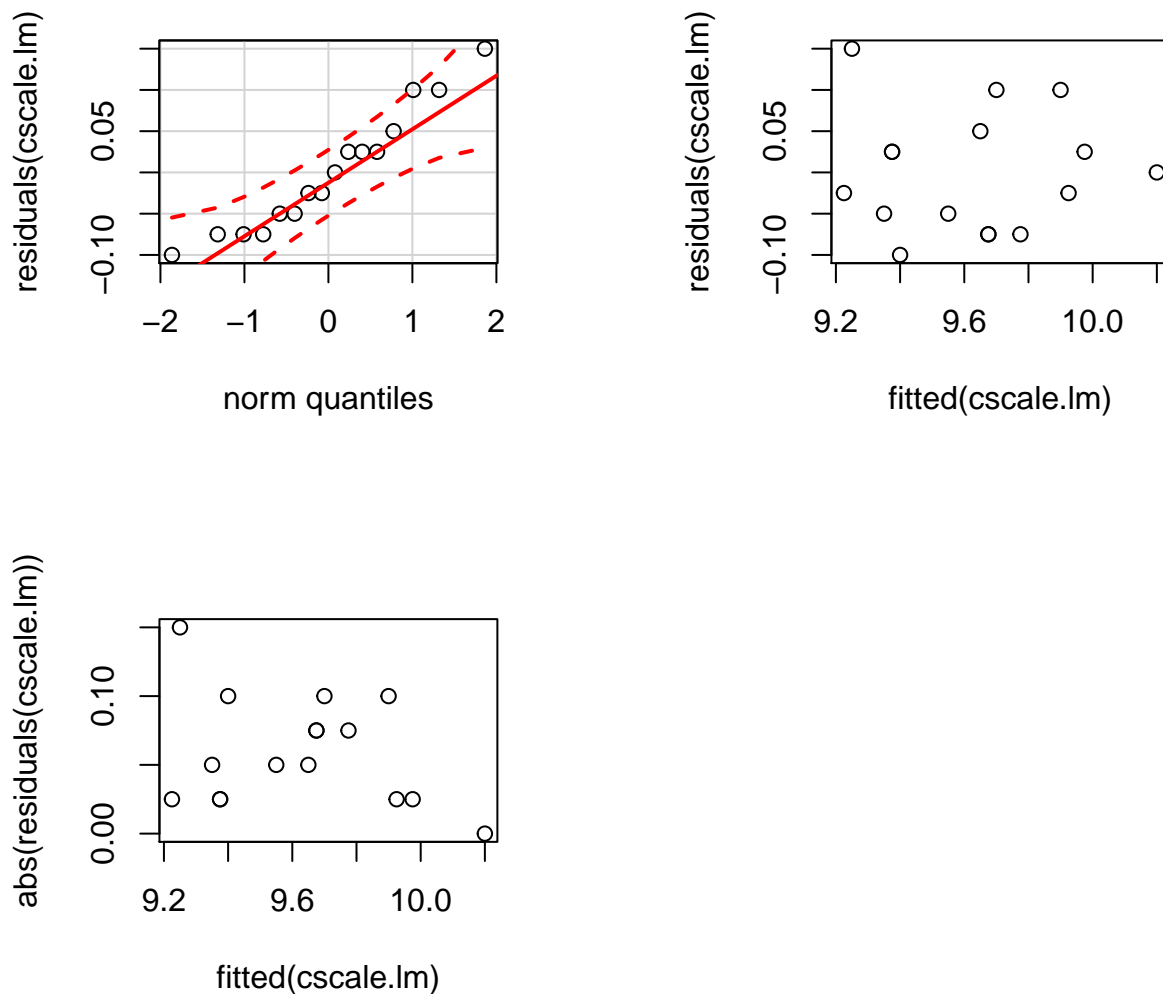 residuals(cscale.lm)
0.05
−0.10
−2 −1 0 1 2
norm quantiles
residuals(cscale.lm)
0.05
−0.10
9.2 9.6 10.0
fitted(cscale.lm)
abs(residuals(cscale.lm))
0.10
0.00
9.2 9.6 10.0
fitted(cscale.lm)